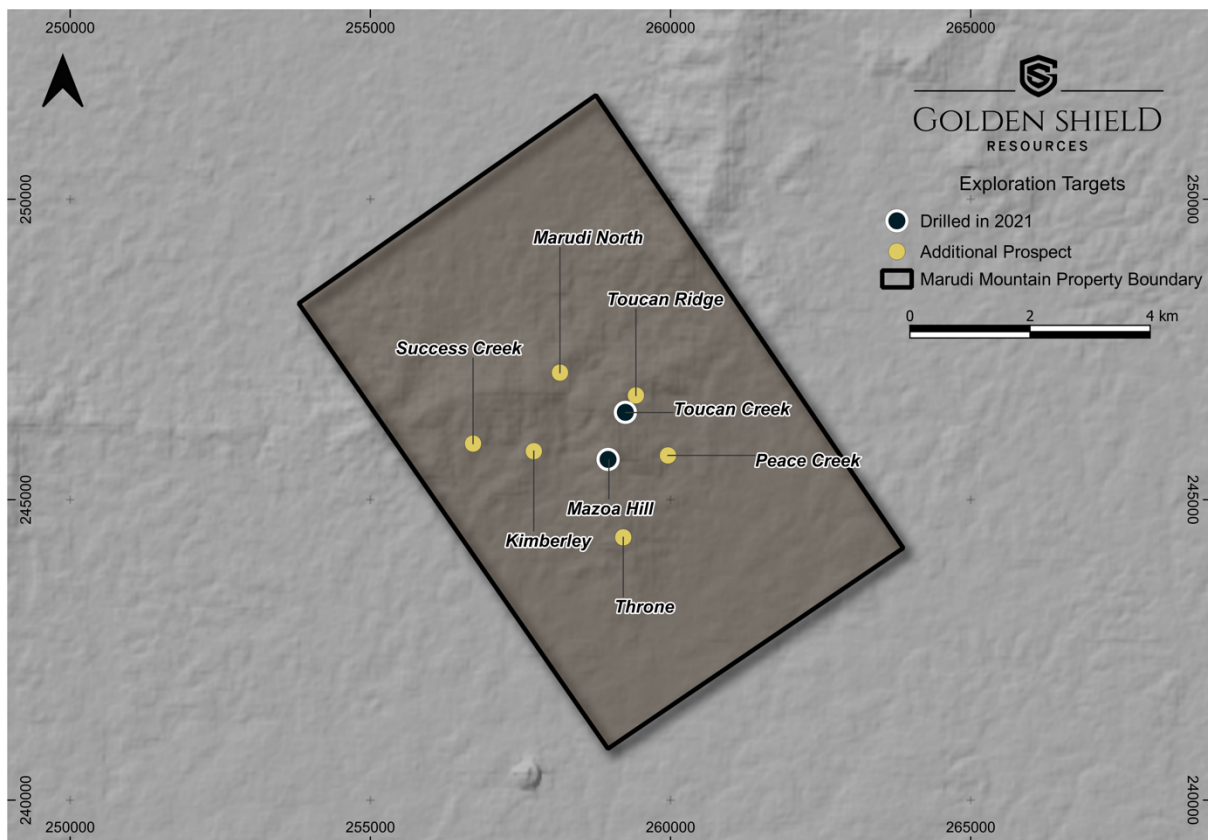 250000
255000
260000
265000
GOLDEN SHIELD
RESOURCES
Exploration Targets
Drilled in 2021
Additional Prospect
Marudi Mountain Property Boundary
0
2
4 km
250000
250000
Marudi North
Toucan Ridge
Success Creek
Toucan Creek
Peace Creek
Mazoa Hill
Kimberley
Throne
245000
245000
240000
240000
250000
255000
260000
265000